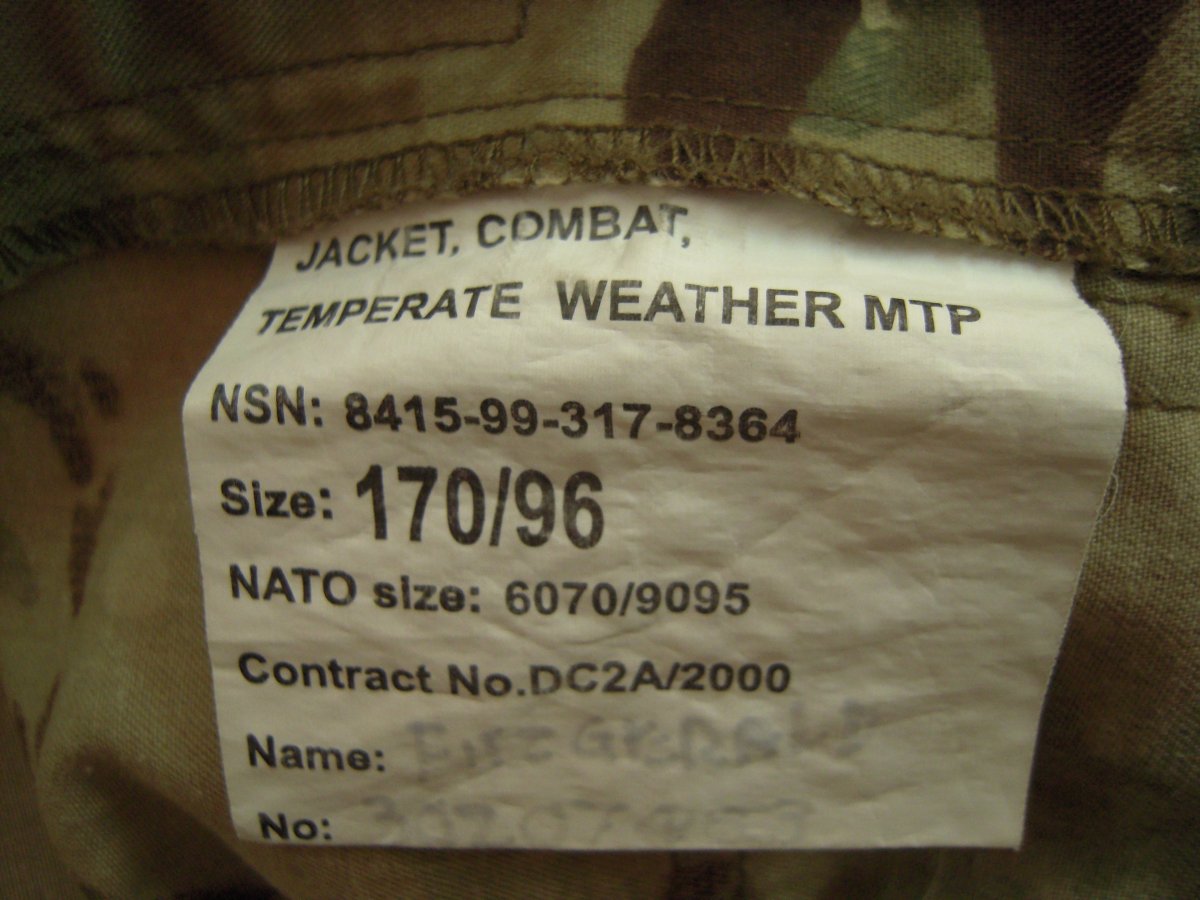 JACKET, COMBAT,
TEMPERATE WEATHER MTP
NSN: 8415-99-317-8364
Size: 170/96
NATO size: 6070/9095
Contract No.DC2A/2000
Name:
No: